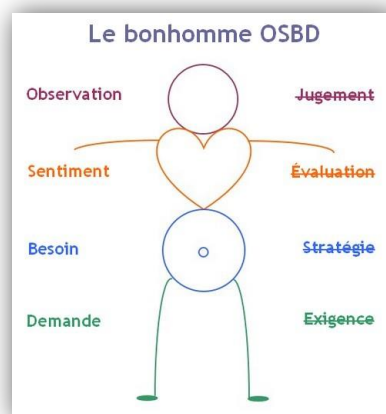 Le bonhomme OSBD
Observation Jugement
Sentiment Évaluation
Besoin Stratégie
Demande Exigence